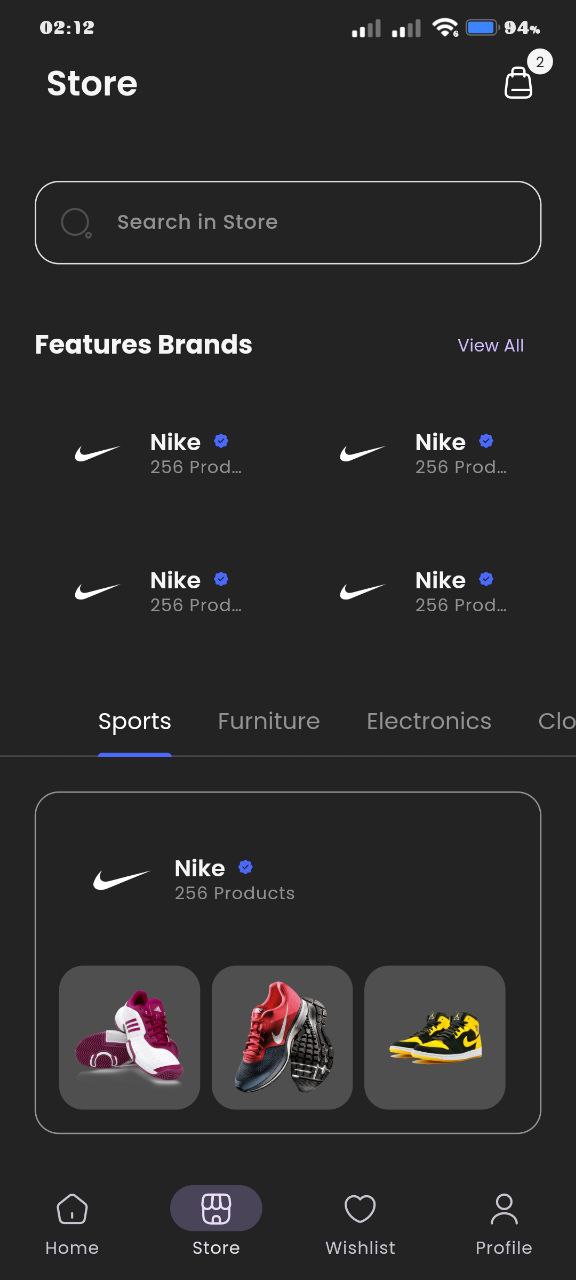 02:12 94%
Store 2
Search in Store
Features Brands View All
Nike Nike
256 Prod... 256 Prod...
Nike Nike
256 Prod... 256 Prod...
Sports Furniture Electronics Clo
Nike
256 Products
Home Store Wishlist Profile